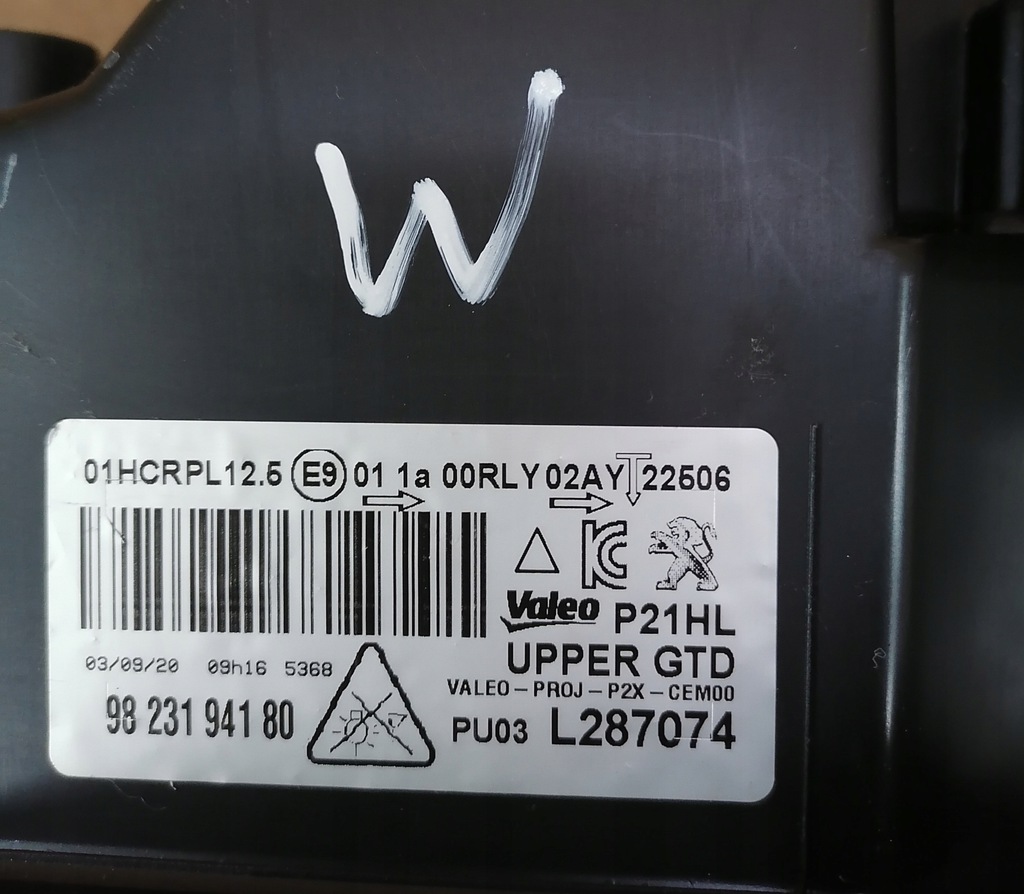 W
01HCRPL12.5 E9 01 1a 00RLY 02AY 22506
KC
Valeo P21HL
UPPER GTD
03/09/20 09h16 5368
VALEO-PROJ-P2X-CEM00
98 231 941 80
PU03 L287074